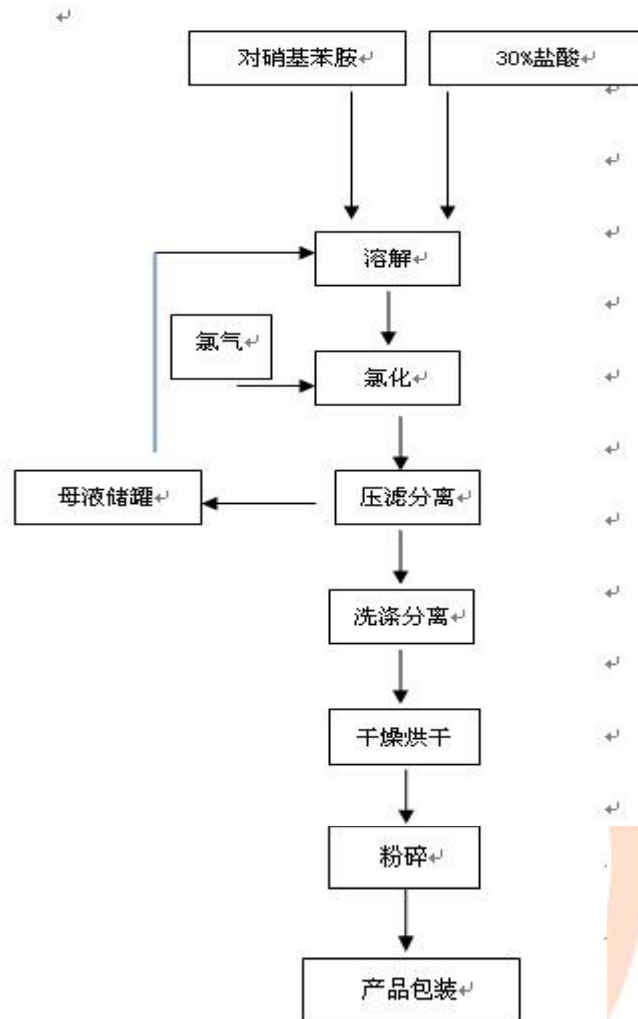 对硝基苯胺
30%盐酸
溶解
氯气
氯化
母液储罐
压滤分离
洗涤分离
干燥烘干
粉碎
产品包装